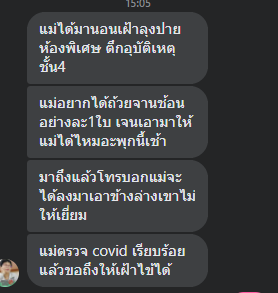 15:05
แม่ได้มานอนเฝ้าลุงปาย
ห้องพิเศษ ตึกอุบัติเหตุ
ชั้น4
แม่อยากได้ถ้วยจานช้อน
อย่างละ1ใบ เจนเอามาให้
แม่ได้ไหมอะพุกนี้เช้า
มาถึงแล้วโทรบอกแม่จะ
ได้ลงมาเอาข้างล่างเขาไม่
ให้เยี่ยม
แม่ตรวจ covid เรียบร้อย
แล้วขอถึงให้เฝ้าไข้ได้